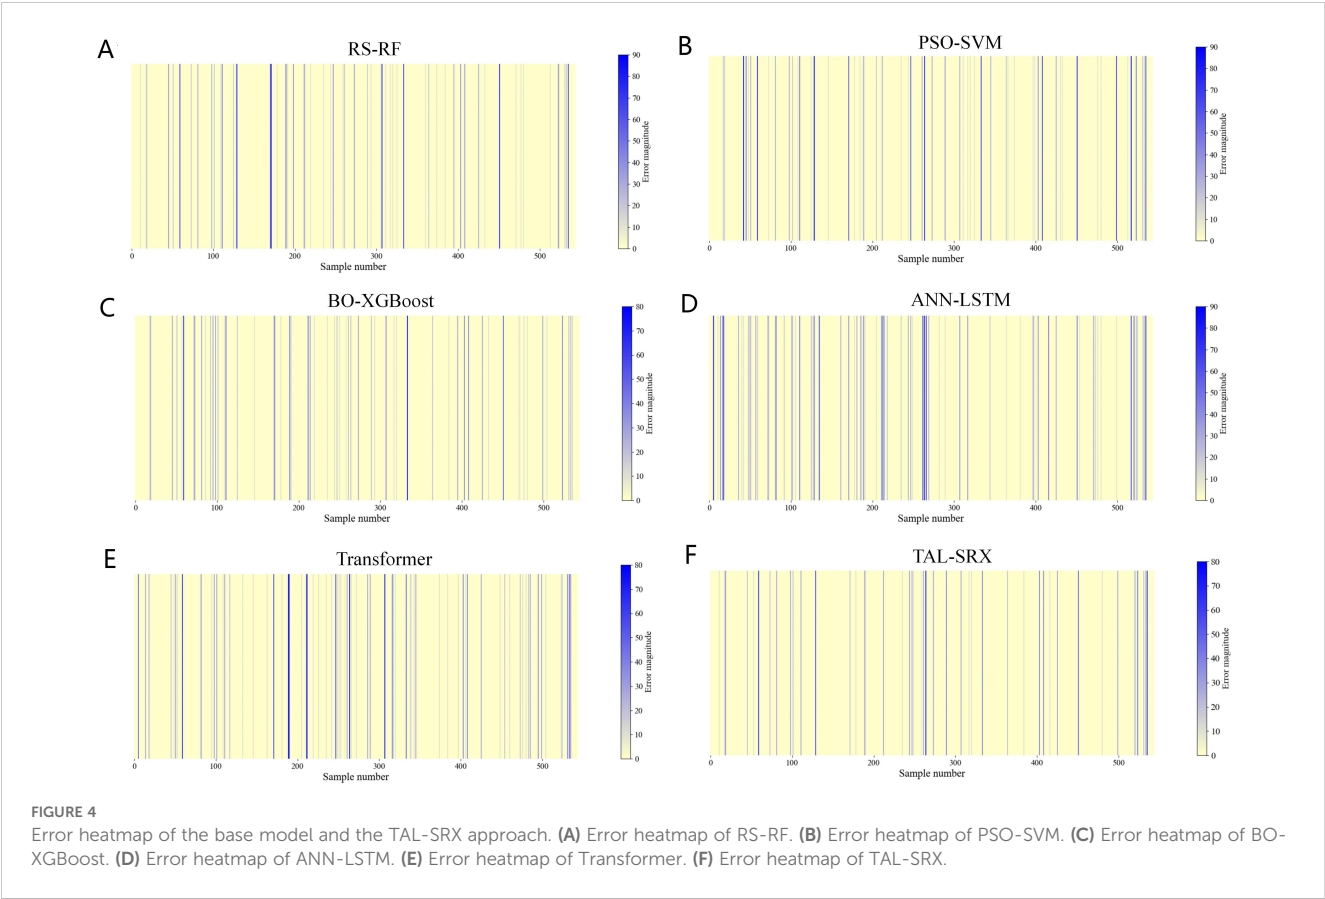 A
RS-RF
90
80
70
60
50
40
30
20
10
0
Error magnitude
0 100 200 300 400 500
Sample number
B
PSO-SVM
90
80
70
60
50
40
30
20
10
0
Error magnitude
0 100 200 300 400 500
Sample number
C
BO-XGBoost
80
70
60
50
40
30
20
10
0
Error magnitude
0 100 200 300 400 500
Sample number
D
ANN-LSTM
90
80
70
60
50
40
30
20
10
0
Error magnitude
0 100 200 300 400 500
Sample number
E
Transformer
80
70
60
50
40
30
20
10
0
Error magnitude
0 100 200 300 400 500
Sample number
F
TAL-SRX
80
70
60
50
40
30
20
10
0
Error magnitude
0 100 200 300 400 500
Sample number
FIGURE 4
Error heatmap of the base model and the TAL-SRX approach. (A) Error heatmap of RS-RF. (B) Error heatmap of PSO-SVM. (C) Error heatmap of BO-
XGBoost. (D) Error heatmap of ANN-LSTM. (E) Error heatmap of Transformer. (F) Error heatmap of TAL-SRX.